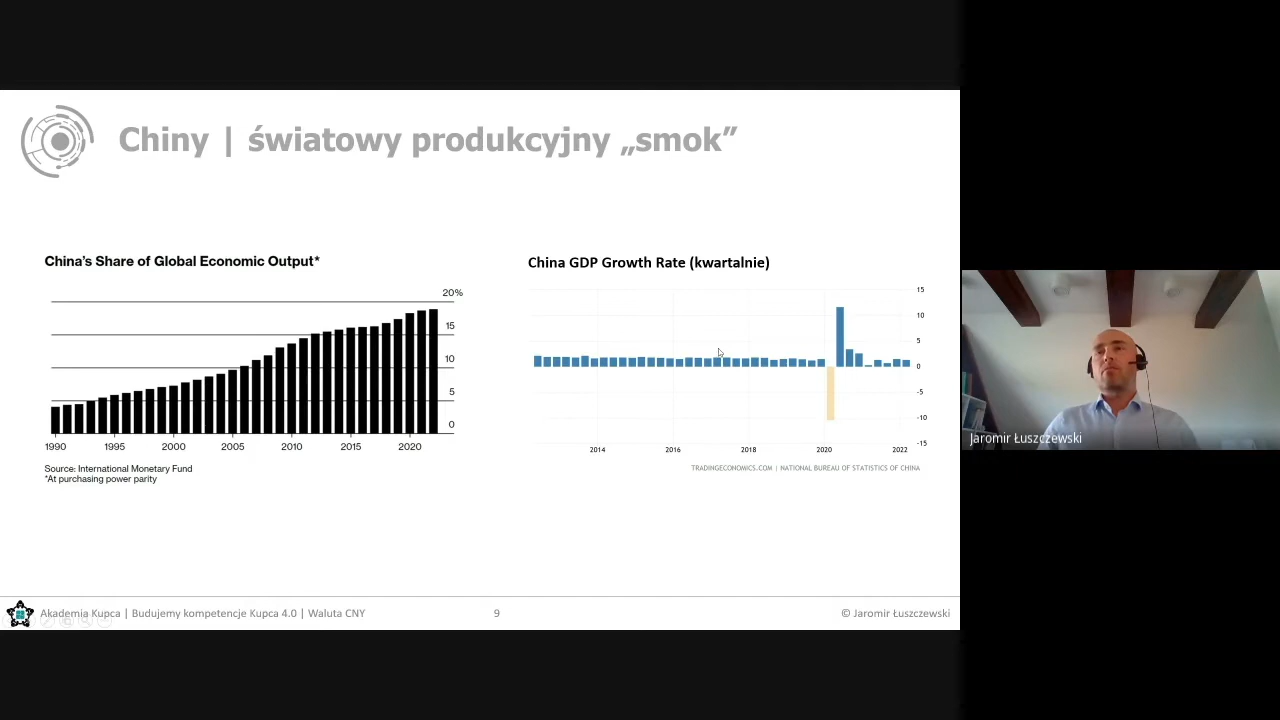 Chiny | światowy produkcyjny „smok”
China's Share of Global Economic Output*
20%
15
10
5
0
1990 1995 2000 2005 2010 2015 2020
Source: International Monetary Fund
*At purchasing power parity
China GDP Growth Rate (kwartalnie)
15
10
5
0
-5
-10
-15
2014 2016 2018 2020 2022
TRADINGECONOMICS.COM | NATIONAL BUREAU OF STATISTICS OF CHINA
Jaromir Łuszczewski
Akademia Kupca | Budujemy kompetencje Kupca 4.0 | Waluta CNY 9 © Jaromir Łuszczewski